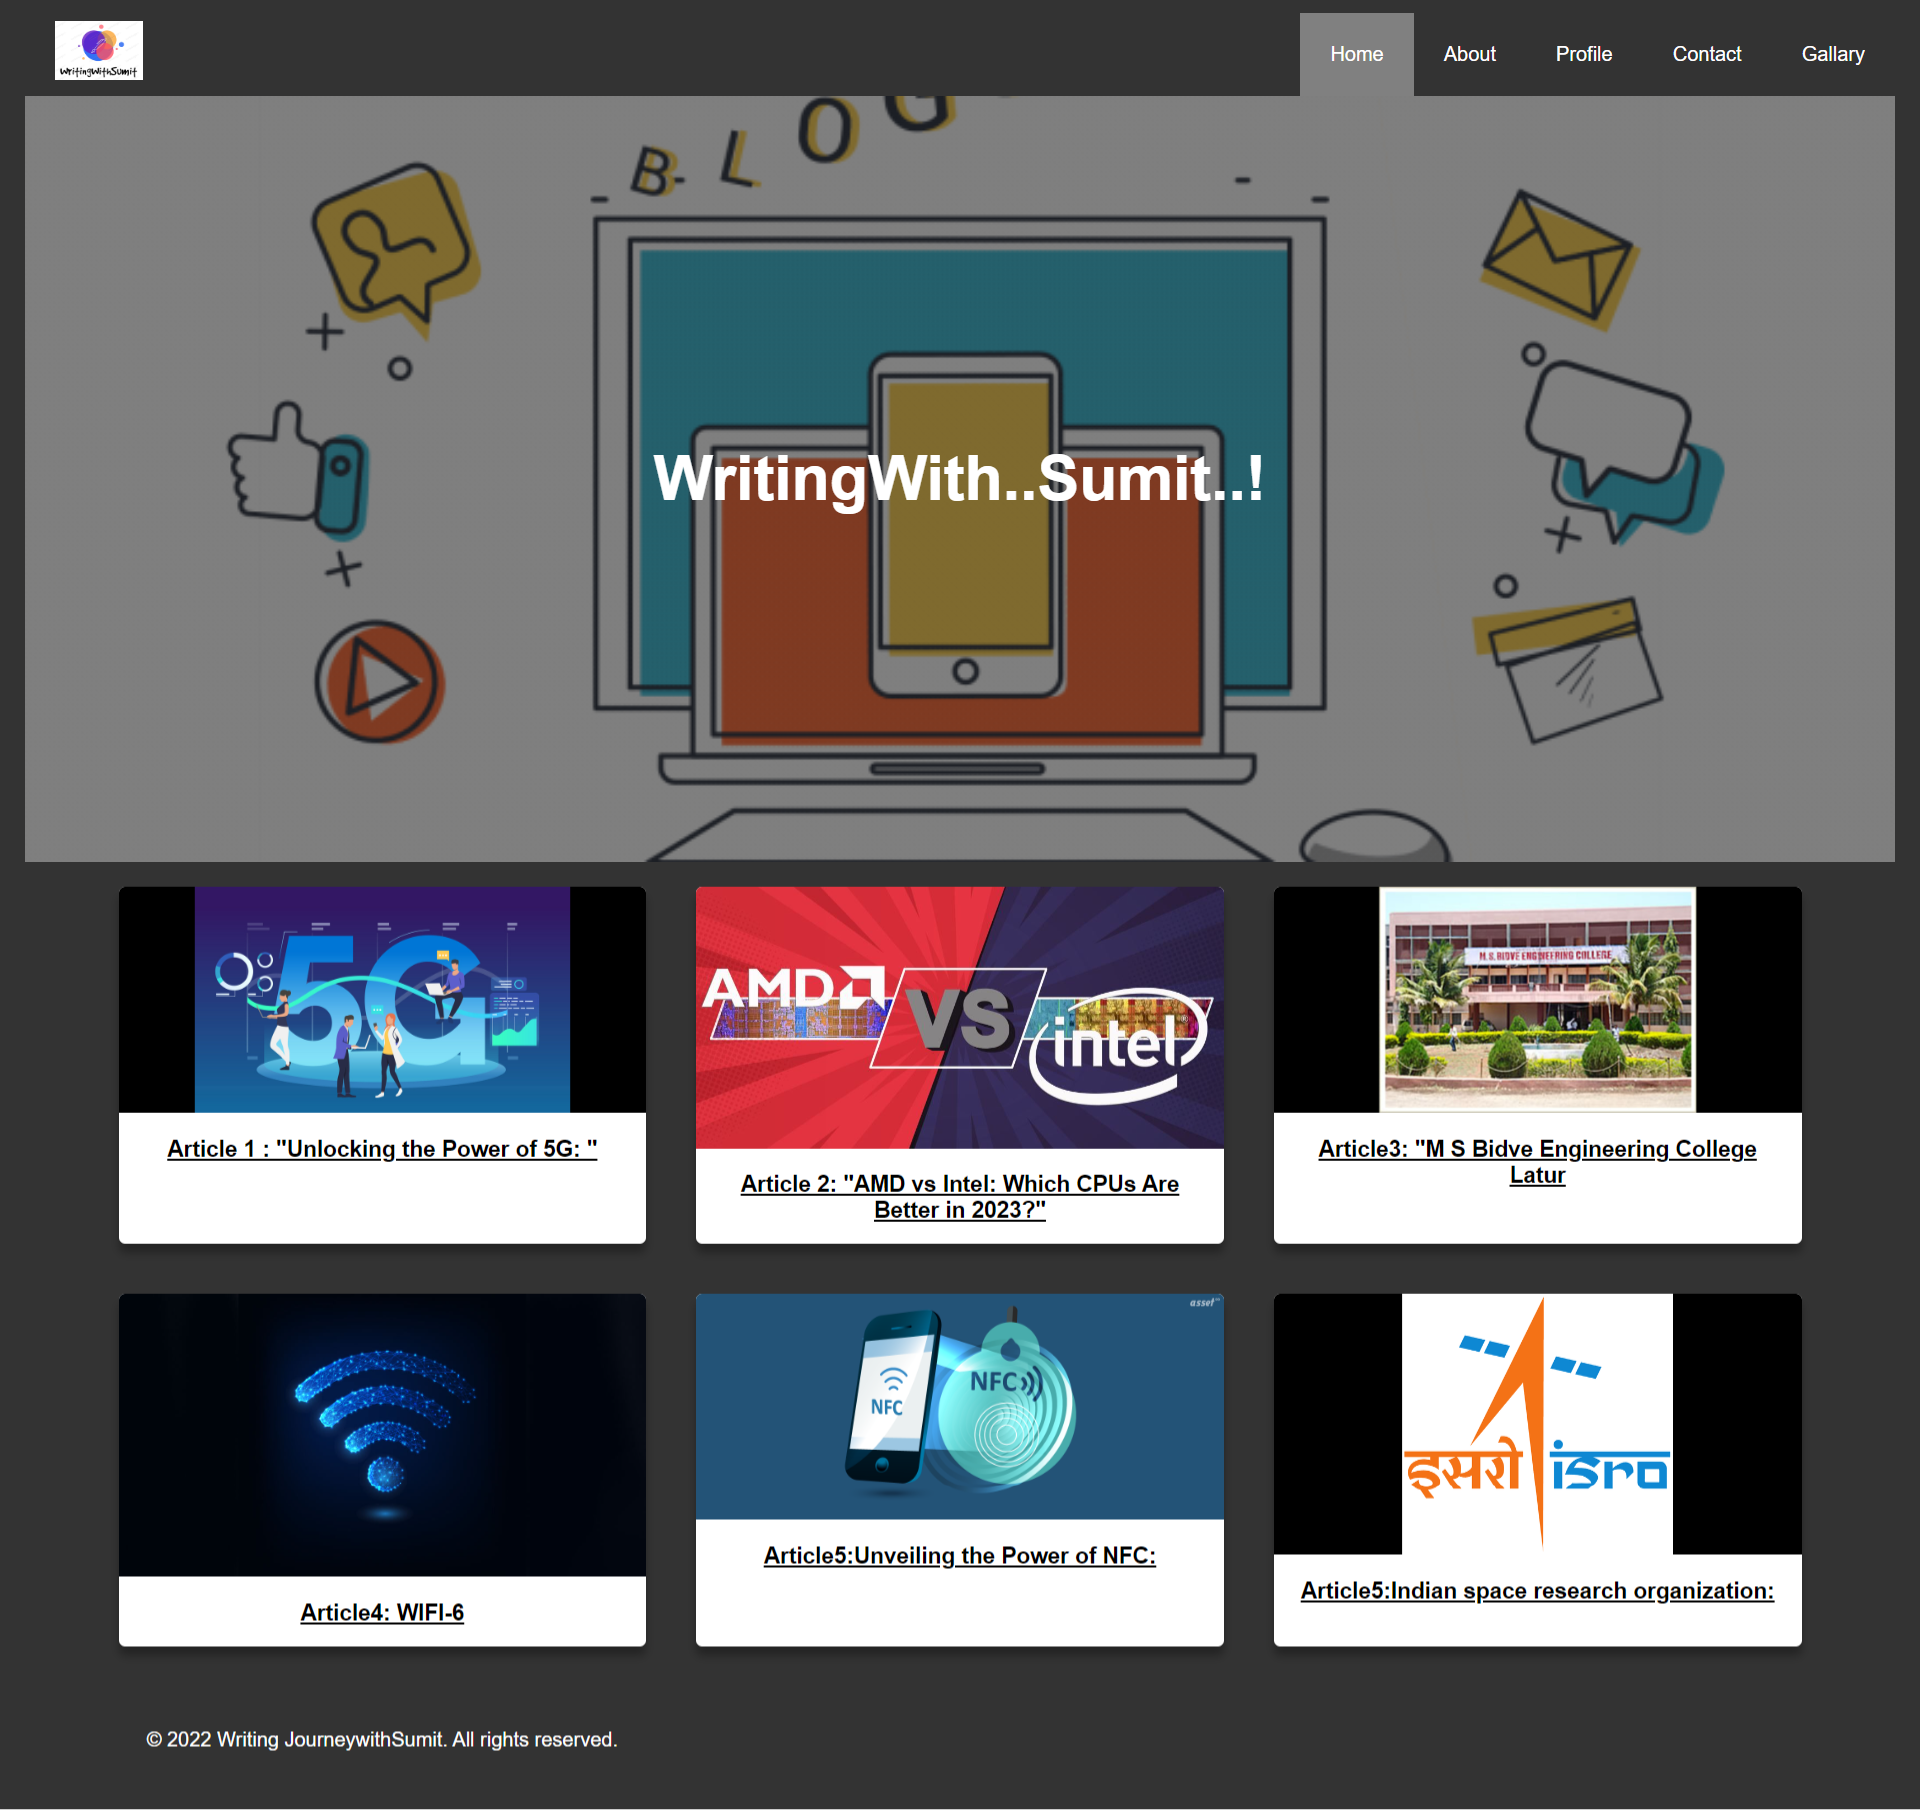 WritingWithSumit
Home
About
Profile
Contact
Gallary
BLOG
WritingWith..Sumit..!
5G
AMD
VS
intel
M.S. BIDVE ENGINEERING COLLEGE
Article 1 : "Unlocking the Power of 5G: "
Article 2: "AMD vs Intel: Which CPUs Are
Better in 2023?"
Article3: "M S Bidve Engineering College
Latur
asset™
NFC
NFC
इसरो isro
Article4: WIFI-6
Article5:Unveiling the Power of NFC:
Article5:Indian space research organization:
© 2022 Writing JourneywithSumit. All rights reserved.